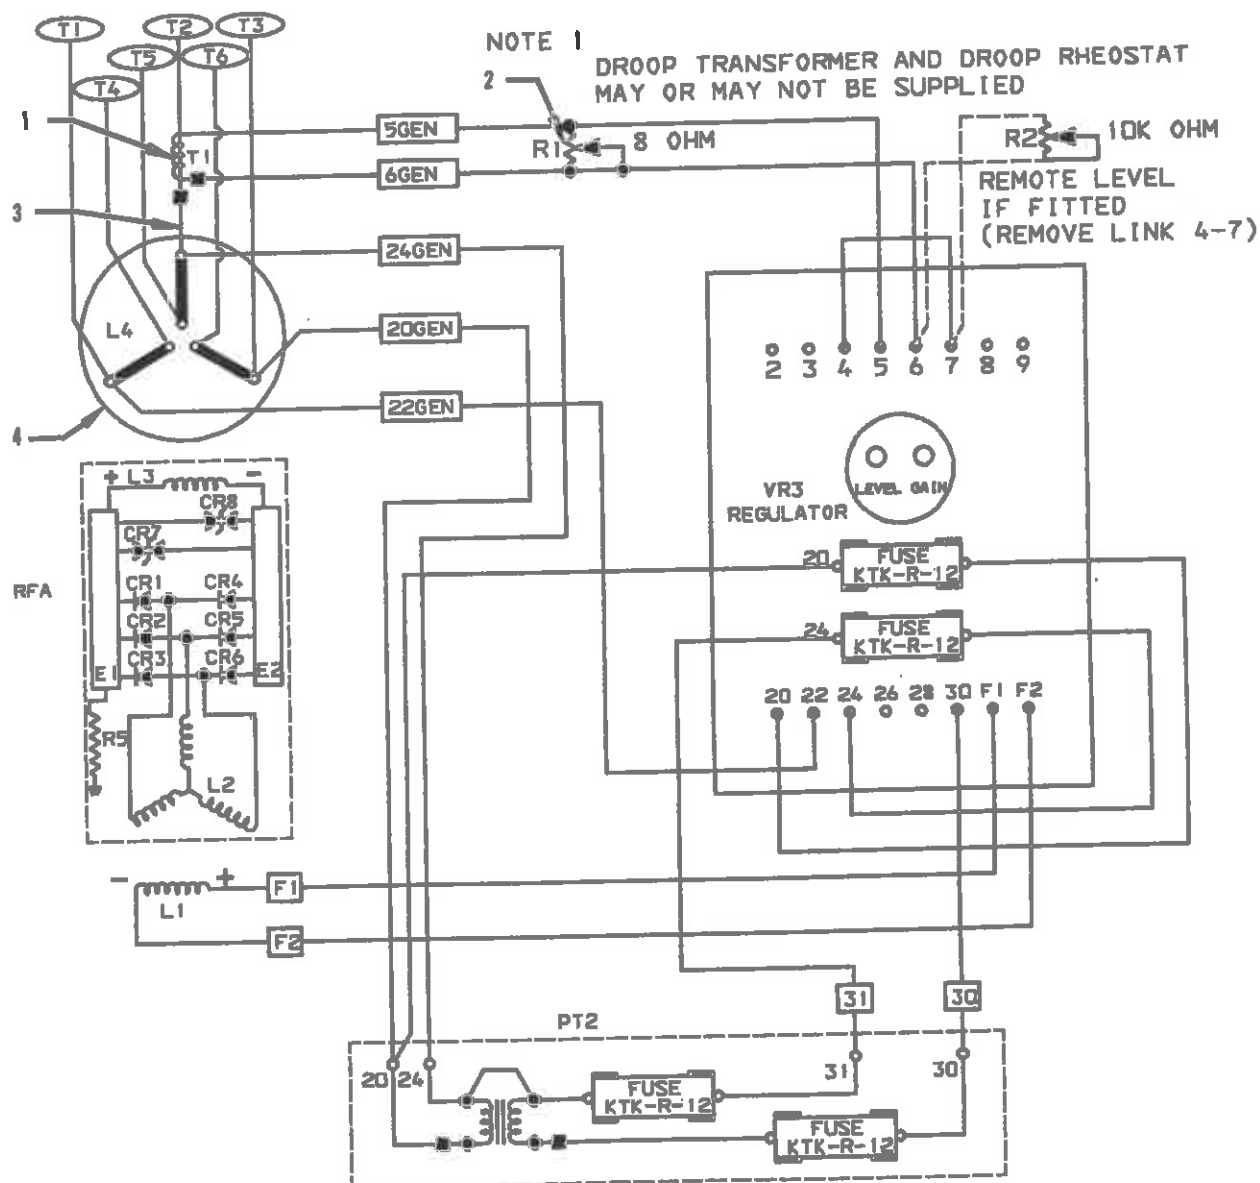 T1
T2
T3
T5
T6
T4
NOTE 1
2
DROOP TRANSFORMER AND DROOP RHEOSTAT
MAY OR MAY NOT BE SUPPLIED
1
T1
5GEN
R1
8 OHM
R2
10K OHM
6GEN
REMOTE LEVEL
IF FITTED
(REMOVE LINK 4-7)
3
24GEN
L4
20GEN
22GEN
4
2 3 4 5 6 7 8 9
LEVEL GAIN
VR3
REGULATOR
+ L3 -
CR8
CR7
RFA
CR1 CR4
CR2 CR5
CR3 CR6
E1 E2
R5
L2
20
FUSE
KTK-R-12
24
FUSE
KTK-R-12
20 22 24 26 28 30 F1 F2
- +
L1
F1
F2
31
30
PT2
20 24
31
30
FUSE
KTK-R-12
FUSE
KTK-R-12